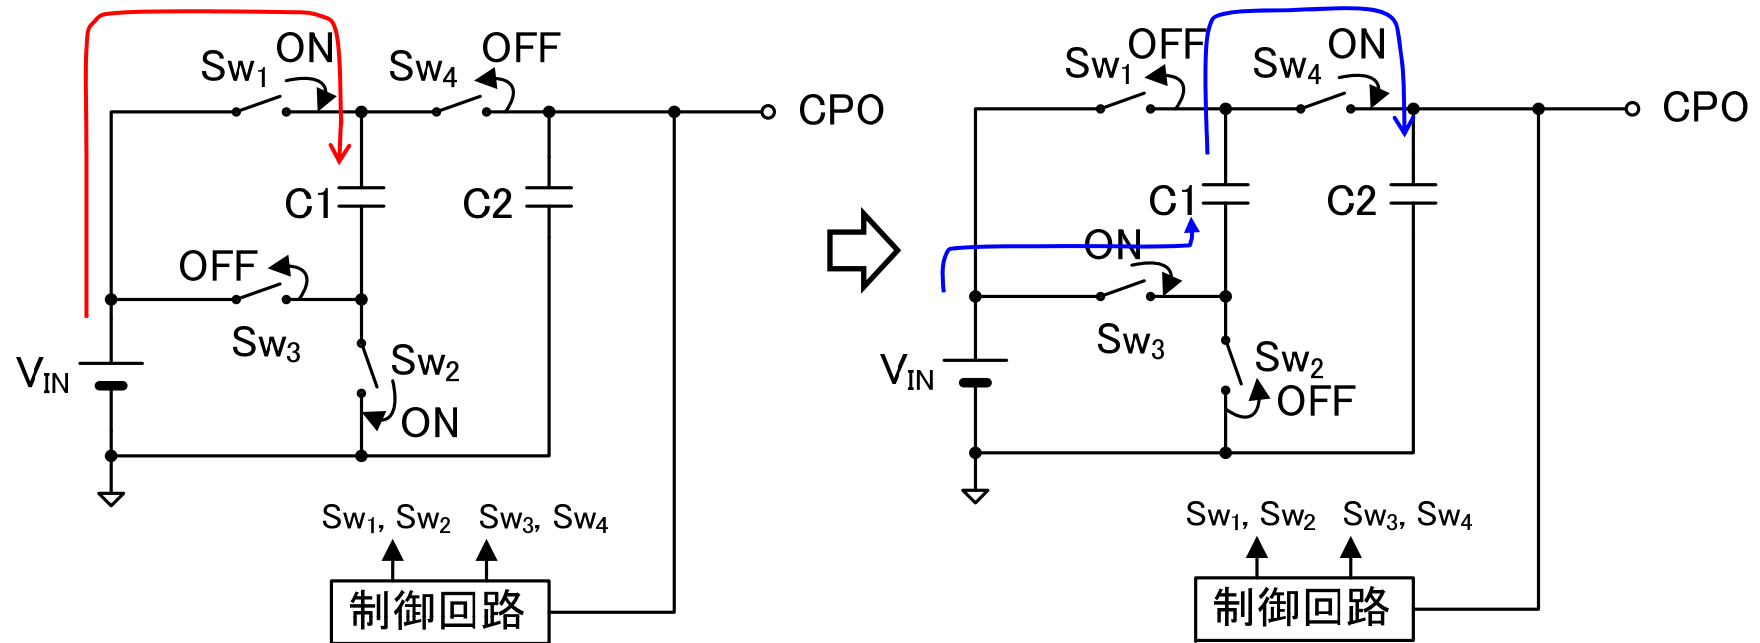 ON
OFF
Sw1
Sw4
CPO
C1
C2
OFF
Sw3
Sw2
VIN
ON
Sw1, Sw2
Sw3, Sw4
制御回路
OFF
ON
Sw1
Sw4
CPO
C1
C2
ON
Sw3
Sw2
VIN
OFF
Sw1, Sw2
Sw3, Sw4
制御回路